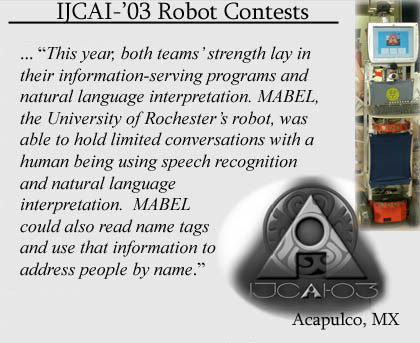 IJCAI-'03 Robot Contests
... “This year, both teams’ strength lay in
their information-serving programs and
natural language interpretation. MABEL,
the University of Rochester’s robot, was
able to hold limited conversations with a
human being using speech recognition
and natural language
interpretation.  MABEL
could also read name tags
and use that information to
address people by name.”
IJCAI-03
Acapulco, MX